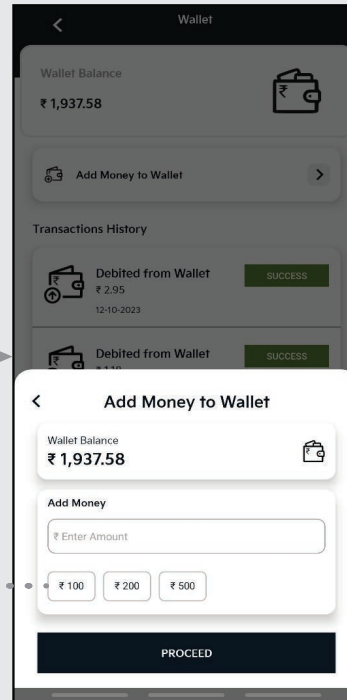 Wallet
Wallet Balance
₹ 1,937.58
Add Money to Wallet
Transactions History
Debited from Wallet
SUCCESS
₹ 2.95
12-10-2023
Debited from Wallet
SUCCESS
Add Money to Wallet
Wallet Balance
₹ 1,937.58
Add Money
₹ Enter Amount
₹ 100 ₹ 200 ₹ 500
PROCEED